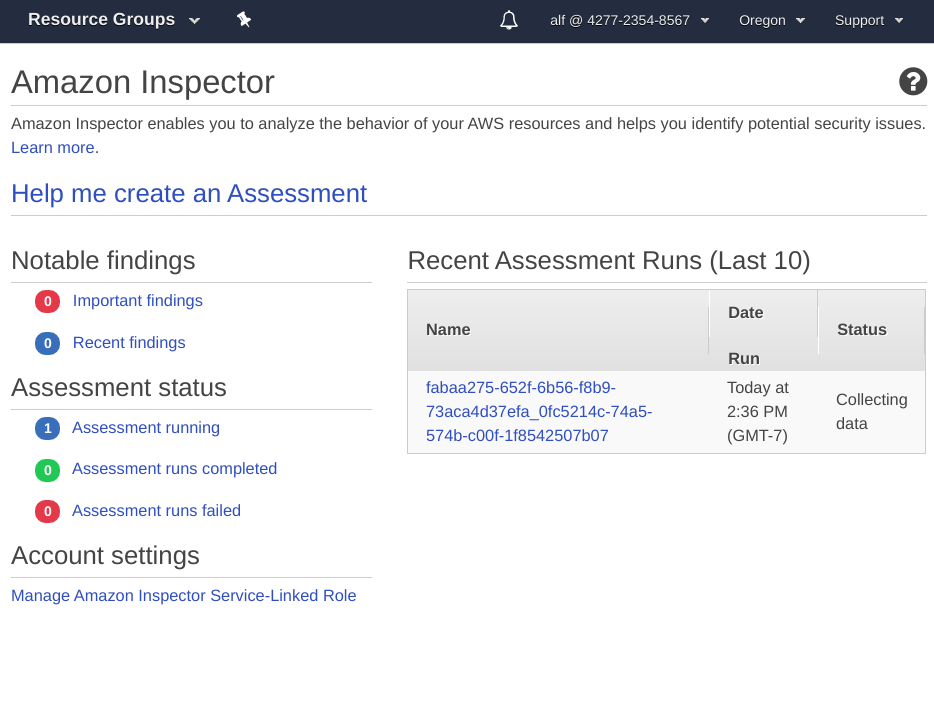 Resource Groups
alf @ 4277-2354-8567 Oregon Support
Amazon Inspector
Amazon Inspector enables you to analyze the behavior of your AWS resources and helps you identify potential security issues.
Learn more.
Help me create an Assessment
Notable findings
0 Important findings
0 Recent findings
Assessment status
1 Assessment running
0 Assessment runs completed
0 Assessment runs failed
Account settings
Manage Amazon Inspector Service-Linked Role
Recent Assessment Runs (Last 10)
Name
Date
Run
Status
fabaa275-652f-6b56-f8b9-
73aca4d37efa_0fc5214c-74a5-
574b-c00f-1f8542507b07
Today at
2:36 PM
(GMT-7)
Collecting
data